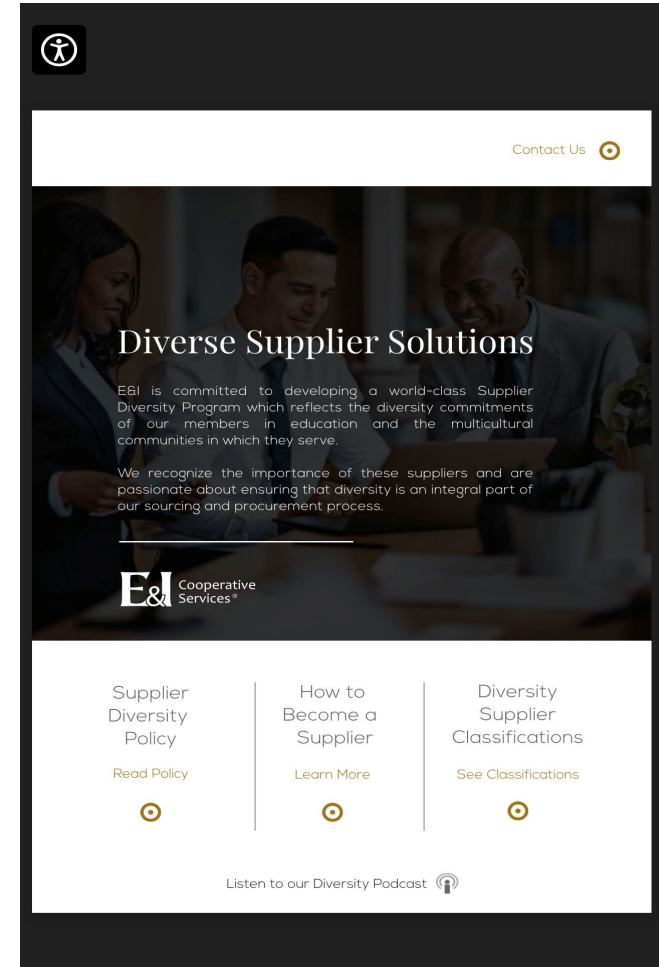 Contact Us
Diverse Supplier Solutions
E&I is committed to developing a world-class Supplier
Diversity Program which reflects the diversity commitments
of our members in education and the multicultural
communities in which they serve.
We recognize the importance of these suppliers and are
passionate about ensuring that diversity is an integral part of
our sourcing and procurement process.
E&I Cooperative
Services®
Supplier
Diversity
Policy
Read Policy
How to
Become a
Supplier
Learn More
Diversity
Supplier
Classifications
See Classifications
Listen to our Diversity Podcast